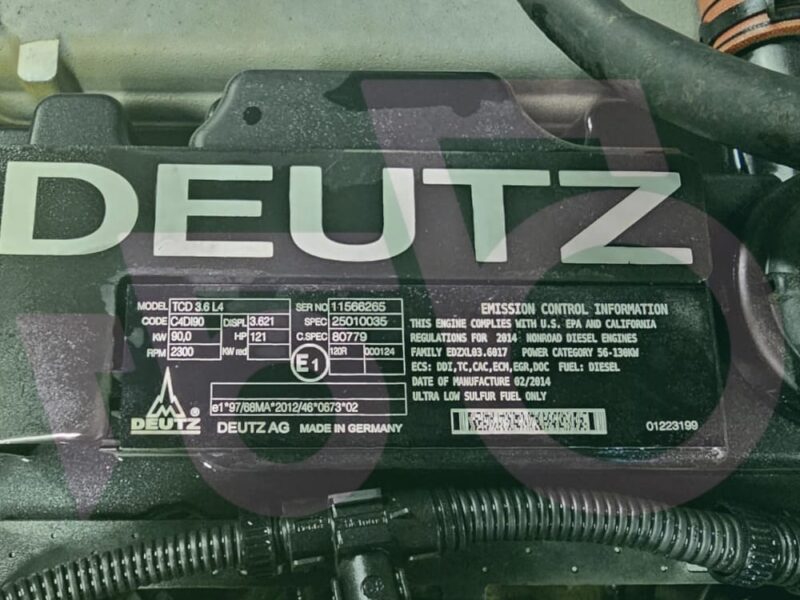 DEUTZ
MODEL TCD 3.6 L4 SER NO 11566265
CODE C4DI90 DISPL 3.621 SPEC 25010035
KW 90,0 HP 121 C.SPEC 80779
RPM 2300 KW red E1 120R 000124
e1*97/68MA*2012/46*0673*02
DEUTZ ® DEUTZ AG MADE IN GERMANY
EMISSION CONTROL INFORMATION
THIS ENGINE COMPLIES WITH U.S. EPA AND CALIFORNIA
REGULATIONS FOR 2014 NONROAD DIESEL ENGINES
FAMILY EDZXL03.6017 POWER CATEGORY 56-130KW
ECS: DDI,TC,CAC,ECM,EGR,DOC FUEL: DIESEL
DATE OF MANUFACTURE 02/2014
ULTRA LOW SULFUR FUEL ONLY
01223199